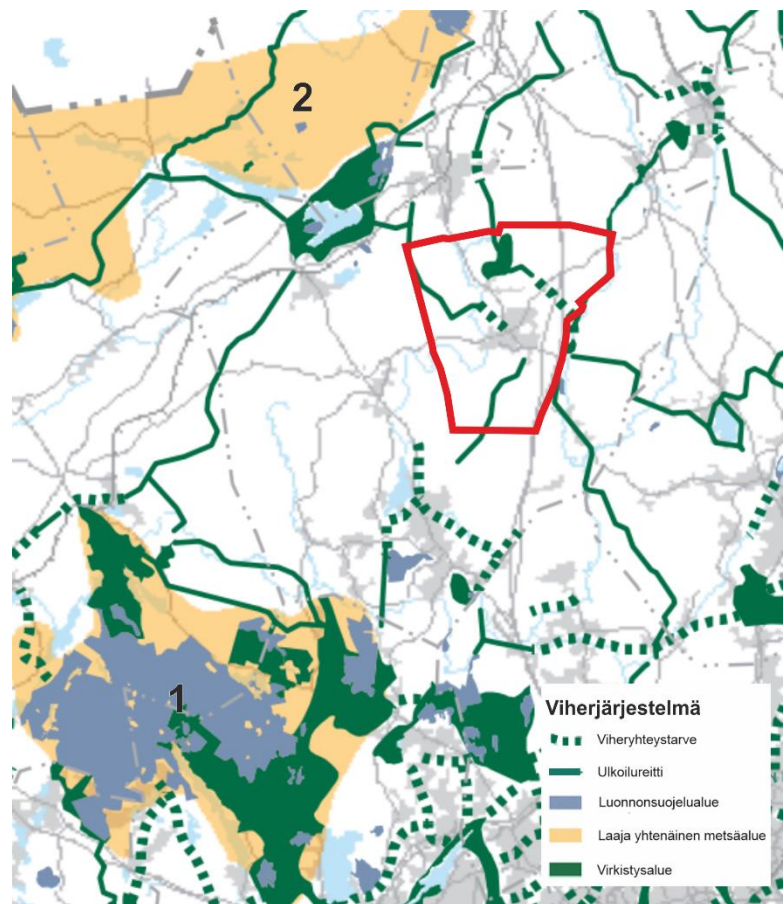 2
1
Viherjärjestelmä
Viheryhteystarve
Ulkoilureitti
Luonnonsuojelualue
Laaja yhtenäinen metsäalue
Virkistysalue